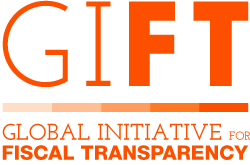 GIFT
GLOBAL INITIATIVE FOR
FISCAL TRANSPARENCY